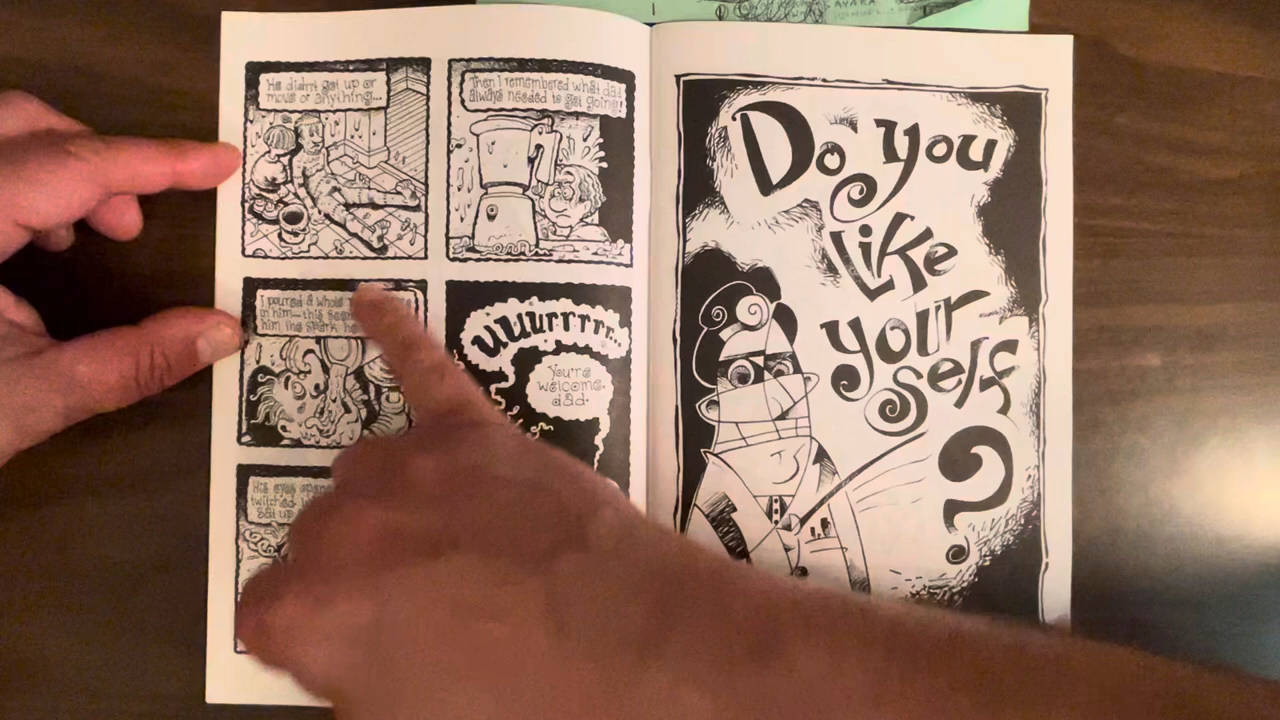 He didn't get up or
move or anything...
Then I remembered what dad
always needed to get going!
I poured a whole
in him... this
him the spark he
uuurrrrr...
You're
welcome,
dad.
His eyes
twitched
sat up
Do you
Like
your
self
?